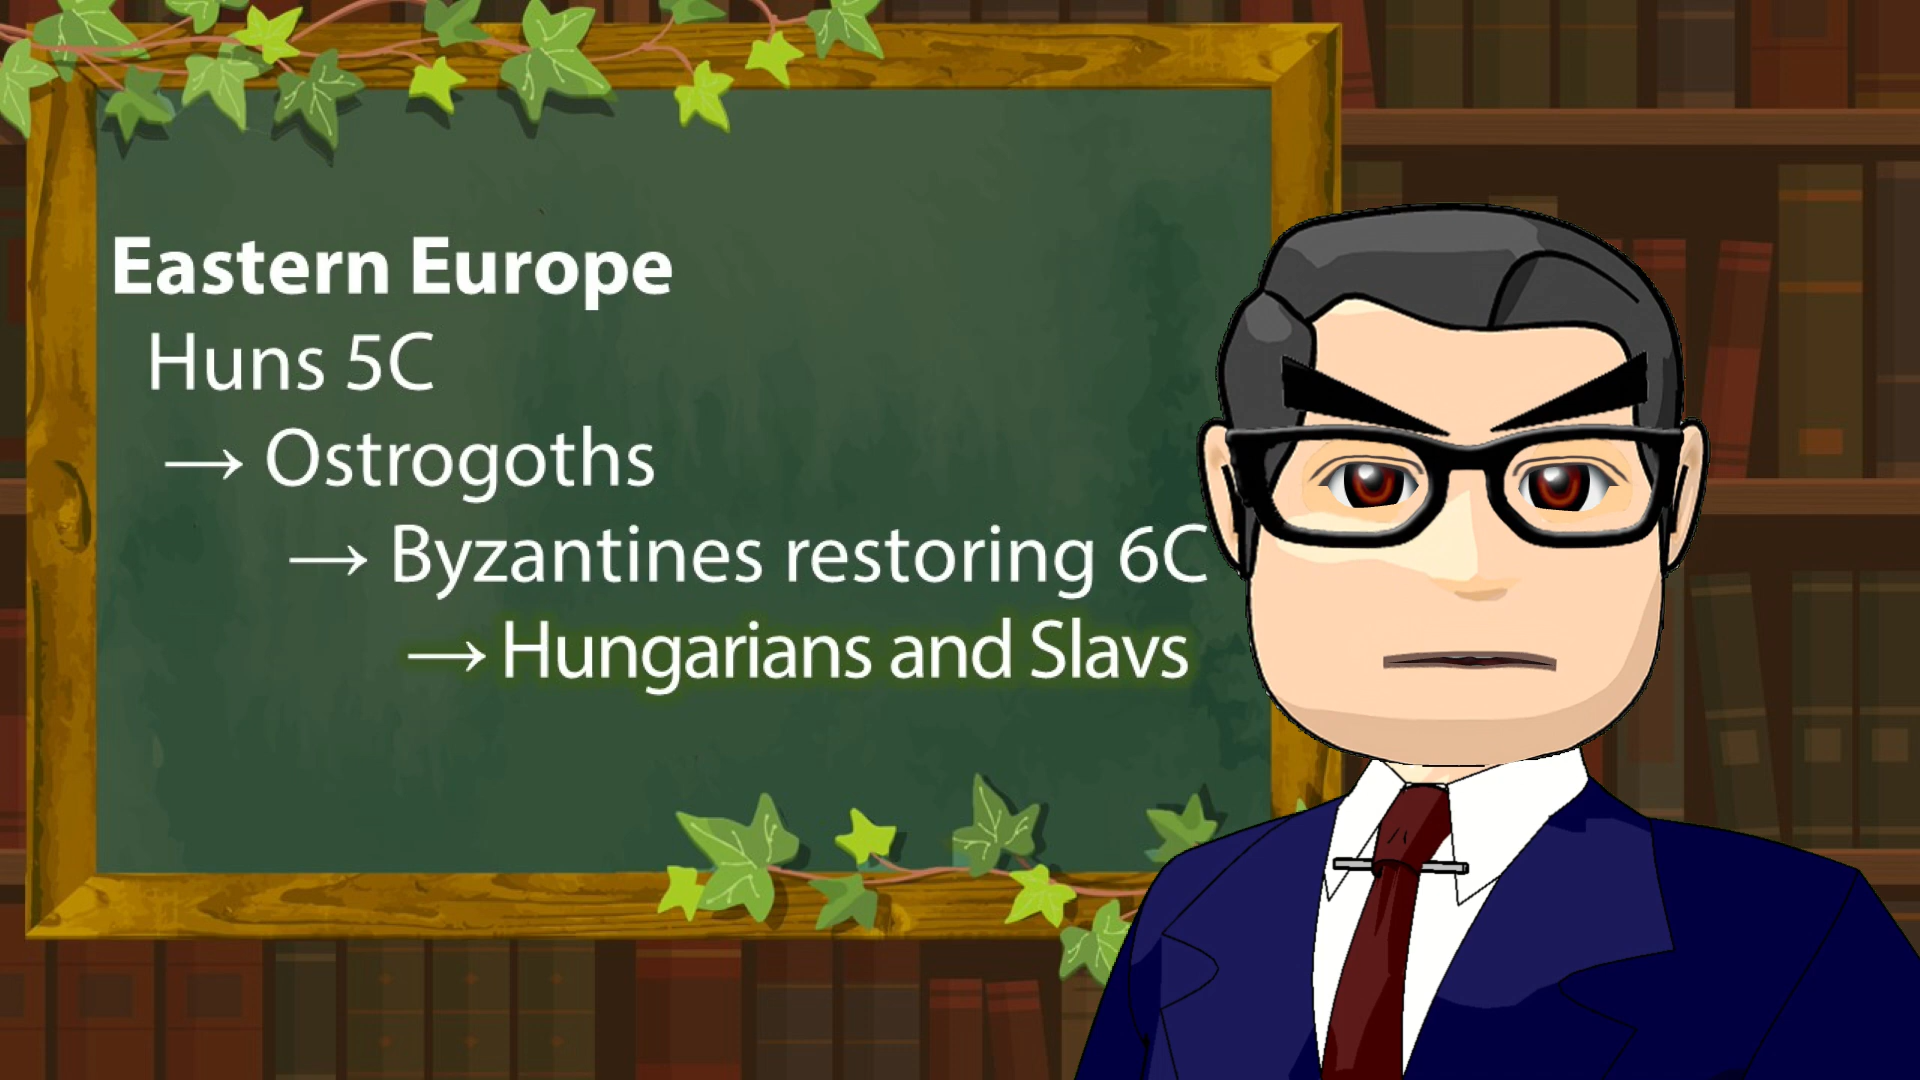 Eastern Europe
Huns 5C
→ Ostrogoths
→ Byzantines restoring 6C
→ Hungarians and Slavs